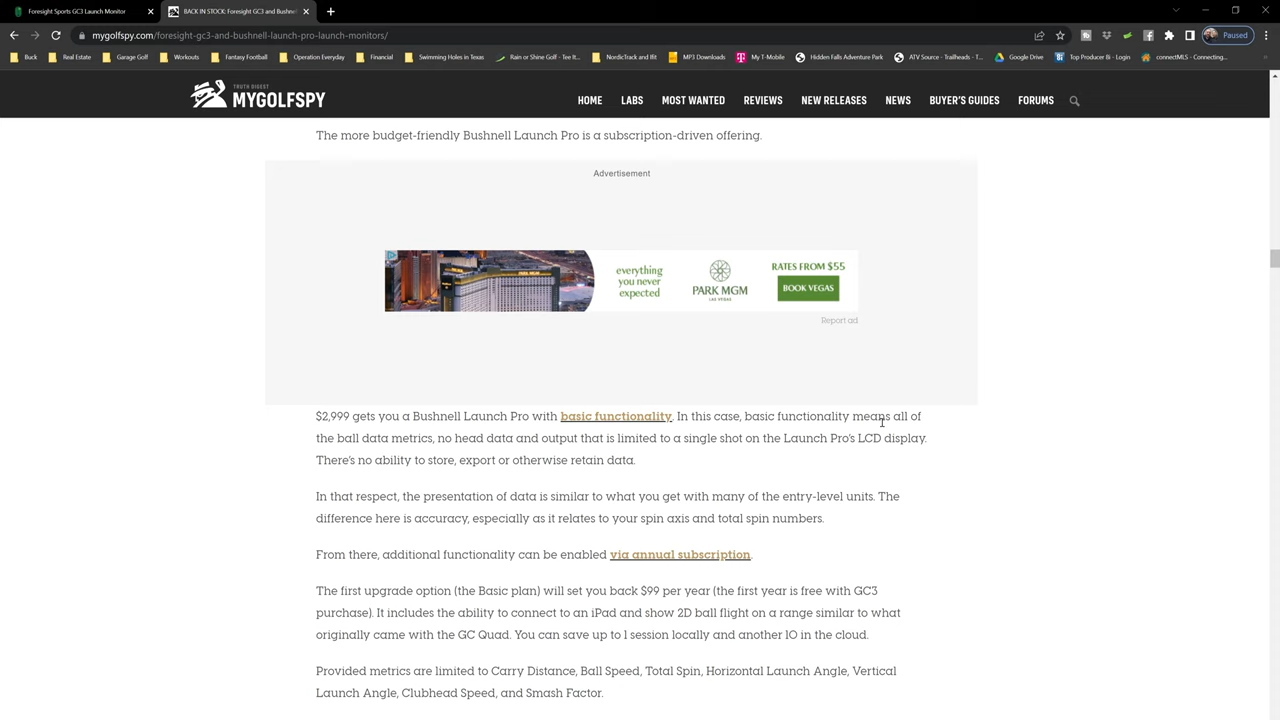 Foresight Sports GC3 Launch Monitor
BACK IN STOCK: Foresight GC3 and Bushne
mygolfspy.com/foresight-gc3-and-bushnell-launch-pro-launch-monitors/
Paused
Buck
Real Estate
Garage Golf
Workouts
Fantasy Football
Operation Everyday
Financial
Swimming Holes in Texas
Rain or Shine Golf - Tee It...
NordicTrack and Ifit
MP3 Downloads
My T-Mobile
Hidden Falls Adventure Park
ATV Source - Trailheads - T...
Google Drive
Top Producer 8i - Login
connectMLS - Connecting...
TRUTH DIGEST
MYGOLFSPY
HOME
LABS
MOST WANTED
REVIEWS
NEW RELEASES
NEWS
BUYER'S GUIDES
FORUMS
The more budget-friendly Bushnell Launch Pro is a subscription-driven offering.
Advertisement
everything
you never
expected
PARK MGM
LAS VEGAS
RATES FROM $55
BOOK VEGAS
Report ad
$2,999 gets you a Bushnell Launch Pro with basic functionality. In this case, basic functionality means all of
the ball data metrics, no head data and output that is limited to a single shot on the Launch Pro's LCD display.
There's no ability to store, export or otherwise retain data.
In that respect, the presentation of data is similar to what you get with many of the entry-level units. The
difference here is accuracy, especially as it relates to your spin axis and total spin numbers.
From there, additional functionality can be enabled via annual subscription.
The first upgrade option (the Basic plan) will set you back $99 per year (the first year is free with GC3
purchase). It includes the ability to connect to an iPad and show 2D ball flight on a range similar to what
originally came with the GC Quad. You can save up to 1 session locally and another 10 in the cloud.
Provided metrics are limited to Carry Distance, Ball Speed, Total Spin, Horizontal Launch Angle, Vertical
Launch Angle, Clubhead Speed, and Smash Factor.